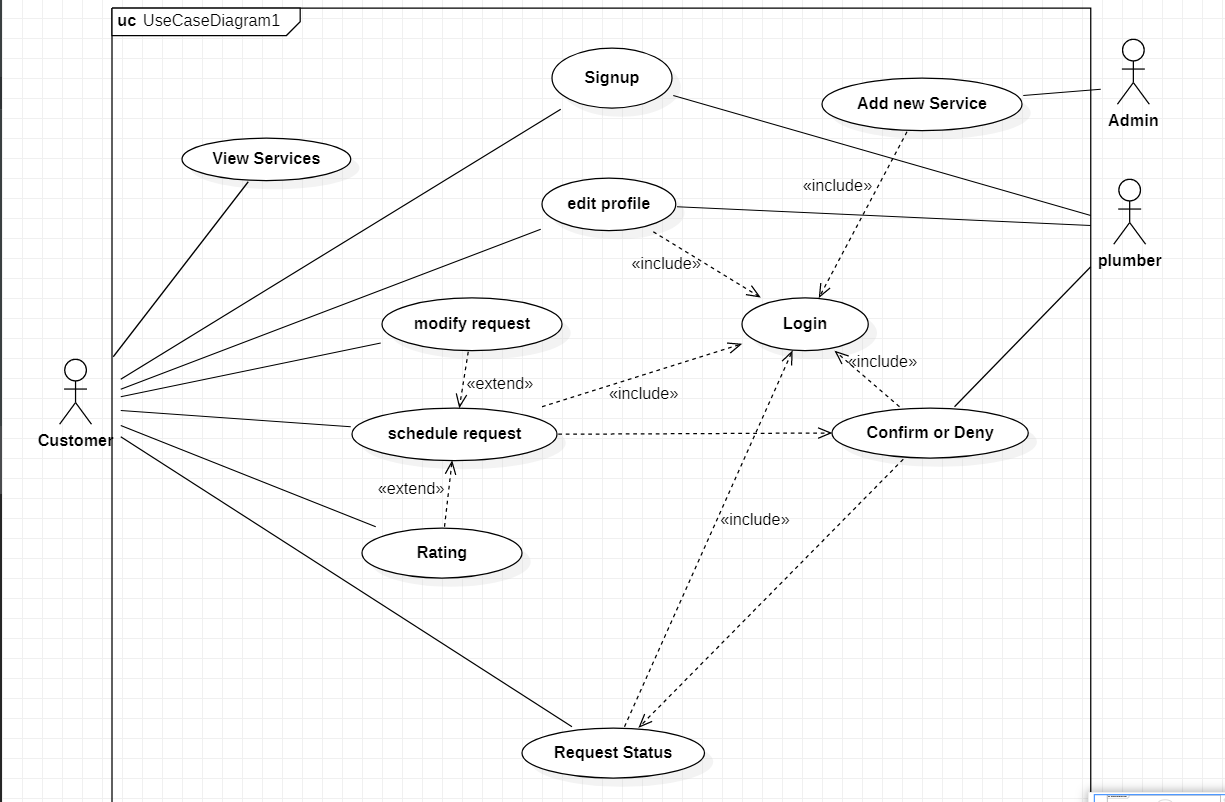 uc UseCaseDiagram1
Signup
Add new Service
Admin
View Services
«include»
edit profile
plumber
«include»
modify request
Login
«extend»
«include»
«include»
Customer
schedule request
Confirm or Deny
«extend»
«include»
Rating
Request Status